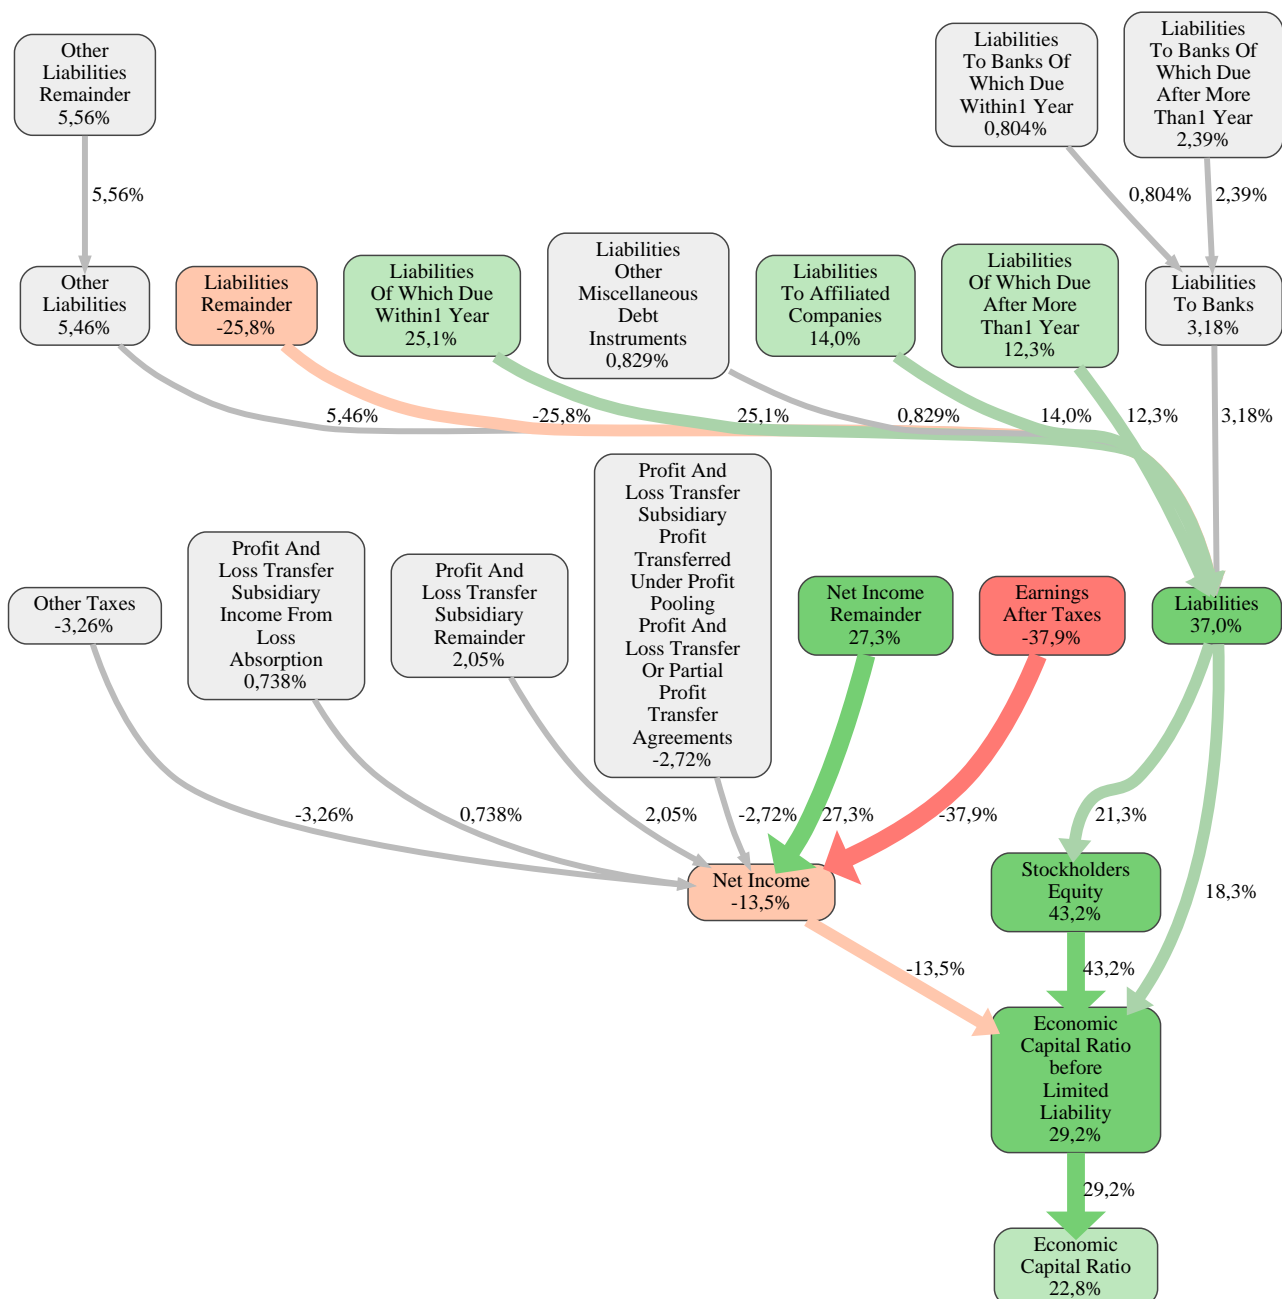 Other
Liabilities
Remainder
5,56%
Liabilities
To Banks Of
Which Due
Within1 Year
0,804%
Liabilities
To Banks Of
Which Due
After More
Than1 Year
2,39%
5,56%
0,804%
2,39%
Other
Liabilities
5,46%
Liabilities
Remainder
-25,8%
Liabilities
Of Which Due
Within1 Year
25,1%
Liabilities
Other
Miscellaneous
Debt
Instruments
0,829%
Liabilities
To Affiliated
Companies
14,0%
Liabilities
Of Which Due
After More
Than1 Year
12,3%
Liabilities
To Banks
3,18%
5,46%
-25,8%
25,1%
0,829%
14,0%
12,3%
3,18%
Other Taxes
-3,26%
Profit And
Loss Transfer
Subsidiary
Income From
Loss
Absorption
0,738%
Profit And
Loss Transfer
Subsidiary
Remainder
2,05%
Profit And
Loss Transfer
Subsidiary
Profit
Transferred
Under Profit
Pooling
Profit And
Loss Transfer
Or Partial
Profit
Transfer
Agreements
-2,72%
Net Income
Remainder
27,3%
Earnings
After Taxes
-37,9%
Liabilities
37,0%
-3,26%
0,738%
2,05%
-2,72%
27,3%
-37,9%
21,3%
Net Income
-13,5%
Stockholders
Equity
43,2%
18,3%
-13,5%
43,2%
Economic
Capital Ratio
before
Limited
Liability
29,2%
29,2%
Economic
Capital Ratio
22,8%